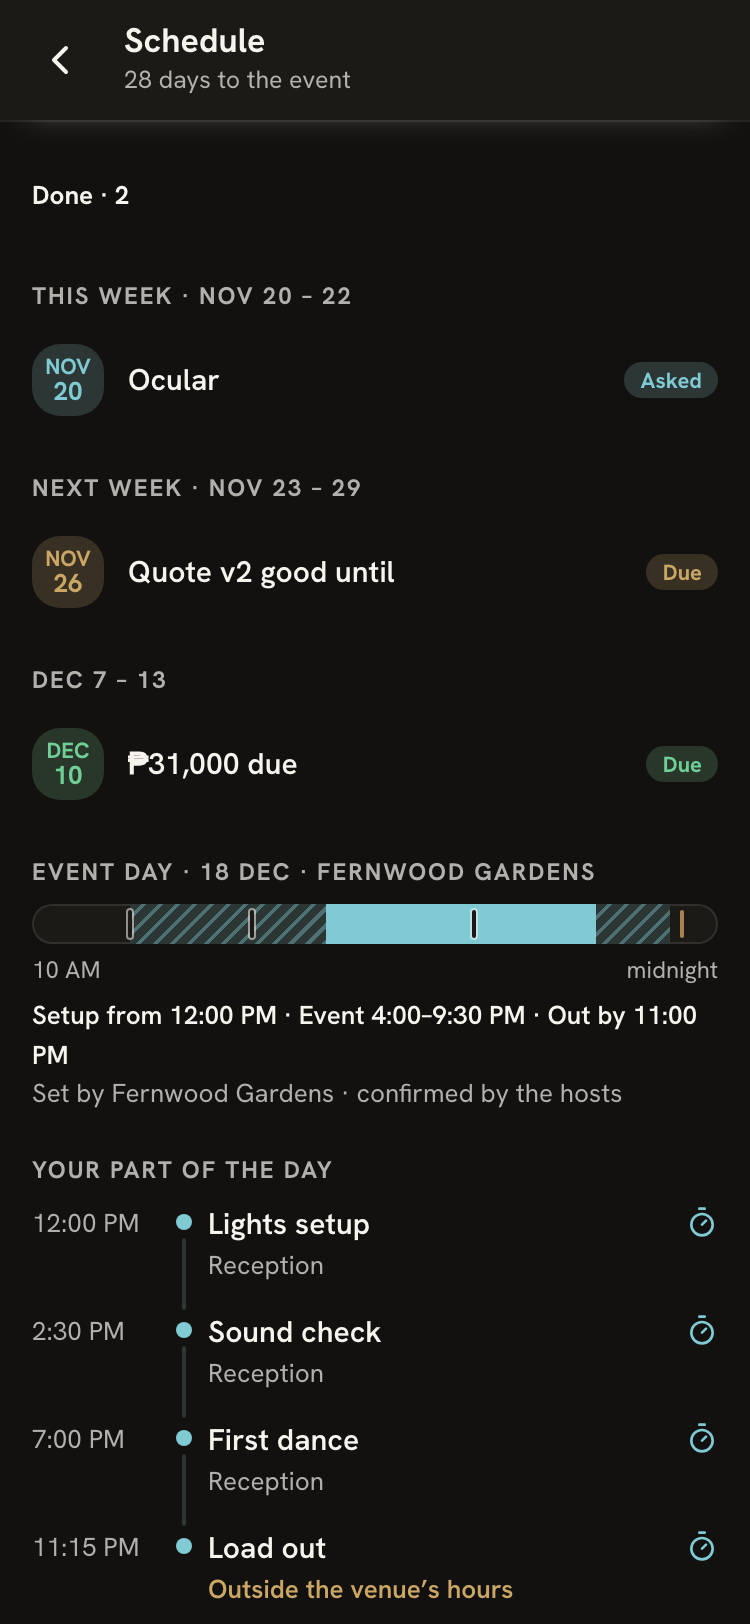 Schedule
28 days to the event
Done · 2
THIS WEEK · NOV 20 – 22
NOV
20
Ocular
Asked
NEXT WEEK · NOV 23 – 29
NOV
26
Quote v2 good until
Due
DEC 7 – 13
DEC
10
₱31,000 due
Due
EVENT DAY · 18 DEC · FERNWOOD GARDENS
10 AM
midnight
Setup from 12:00 PM · Event 4:00–9:30 PM · Out by 11:00
PM
Set by Fernwood Gardens · confirmed by the hosts
YOUR PART OF THE DAY
12:00 PM
Lights setup
Reception
2:30 PM
Sound check
Reception
7:00 PM
First dance
Reception
11:15 PM
Load out
Outside the venue’s hours